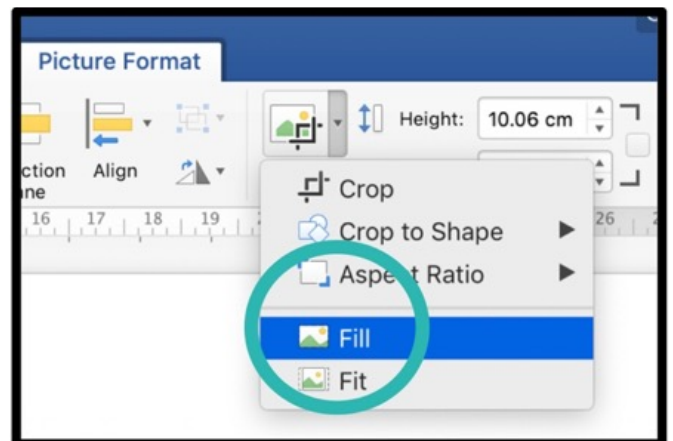 Picture Format
Height: 10.06 cm
ction
ne
Align
16 17 18 19
26
Crop
Crop to Shape
Aspect Ratio
Fill
Fit